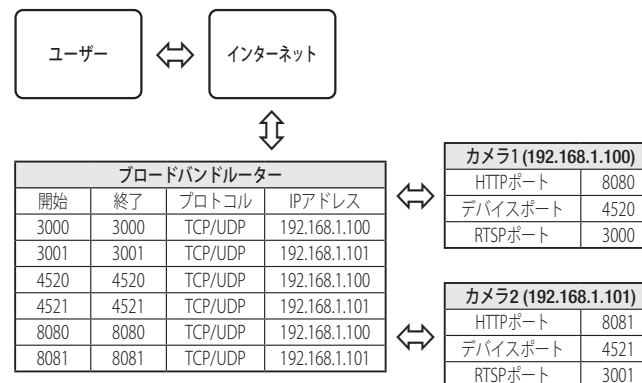 ユーザー
インターネット
ブロードバンドルーター
開始 終了 プロトコル IPアドレス
3000 3000 TCP/UDP 192.168.1.100
3001 3001 TCP/UDP 192.168.1.101
4520 4520 TCP/UDP 192.168.1.100
4521 4521 TCP/UDP 192.168.1.101
8080 8080 TCP/UDP 192.168.1.100
8081 8081 TCP/UDP 192.168.1.101
カメラ1 (192.168.1.100)
HTTPポート 8080
デバイスポート 4520
RTSPポート 3000
カメラ2 (192.168.1.101)
HTTPポート 8081
デバイスポート 4521
RTSPポート 3001